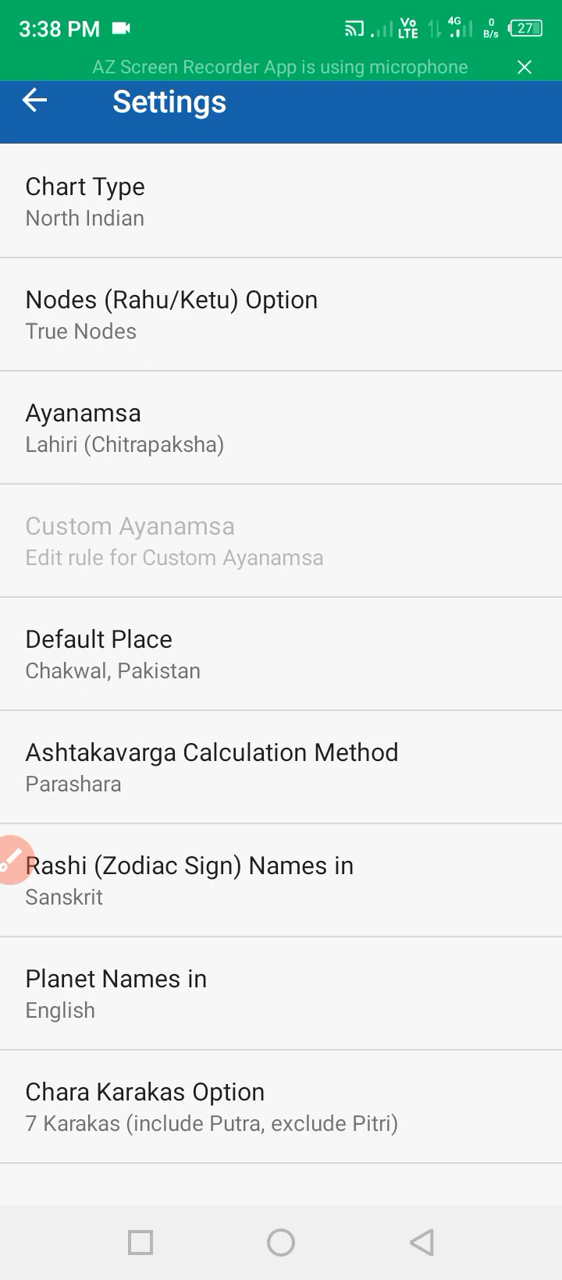 3:38 PM Vo LTE 4G 0 B/s 27
AZ Screen Recorder App is using microphone
Settings
Chart Type
North Indian
Nodes (Rahu/Ketu) Option
True Nodes
Ayanamsa
Lahiri (Chitrapaksha)
Custom Ayanamsa
Edit rule for Custom Ayanamsa
Default Place
Chakwal, Pakistan
Ashtakavarga Calculation Method
Parashara
Rashi (Zodiac Sign) Names in
Sanskrit
Planet Names in
English
Chara Karakas Option
7 Karakas (include Putra, exclude Pitri)